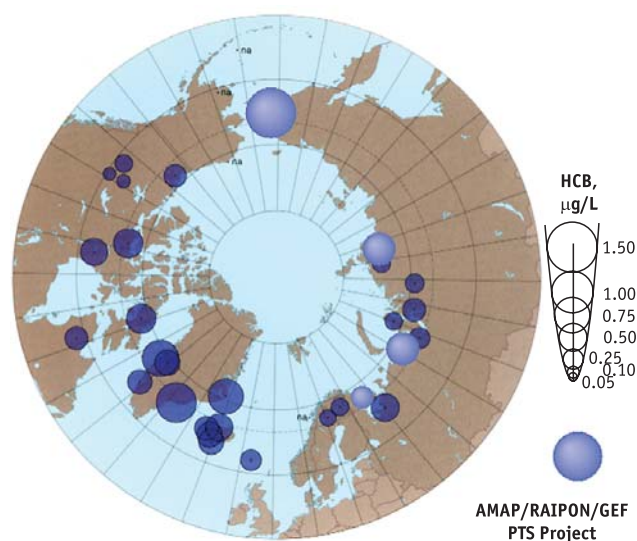 na
na
na
na
HCB,
µg/L
1.50
1.00
0.75
0.50
0.25
0.10
0.05
AMAP/RAIPON/GEF
PTS Project